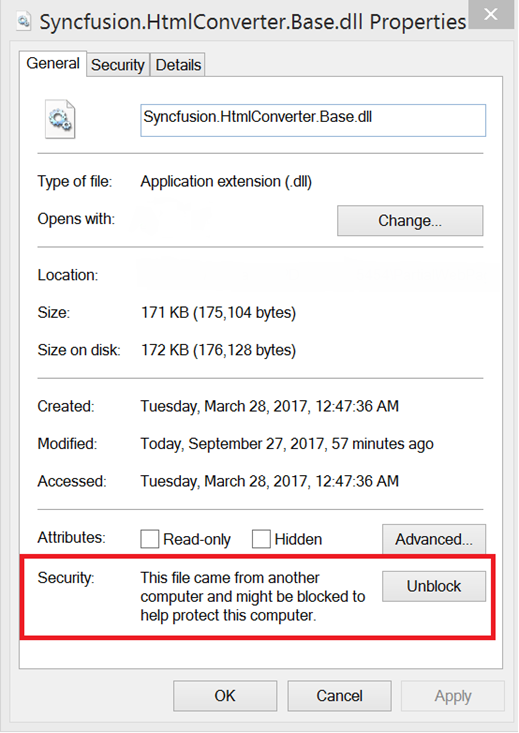 Syncfusion.HtmlConverter.Base.dll Properties
General Security Details
Syncfusion.HtmlConverter.Base.dll
Type of file: Application extension (.dll)
Opens with: Change...
Location:
Size: 171 KB (175,104 bytes)
Size on disk: 172 KB (176,128 bytes)
Created: Tuesday, March 28, 2017, 12:47:36 AM
Modified: Today, September 27, 2017, 57 minutes ago
Accessed: Tuesday, March 28, 2017, 12:47:36 AM
Attributes: Read-only Hidden Advanced...
Security: This file came from another
computer and might be blocked to
help protect this computer.
Unblock
OK Cancel Apply